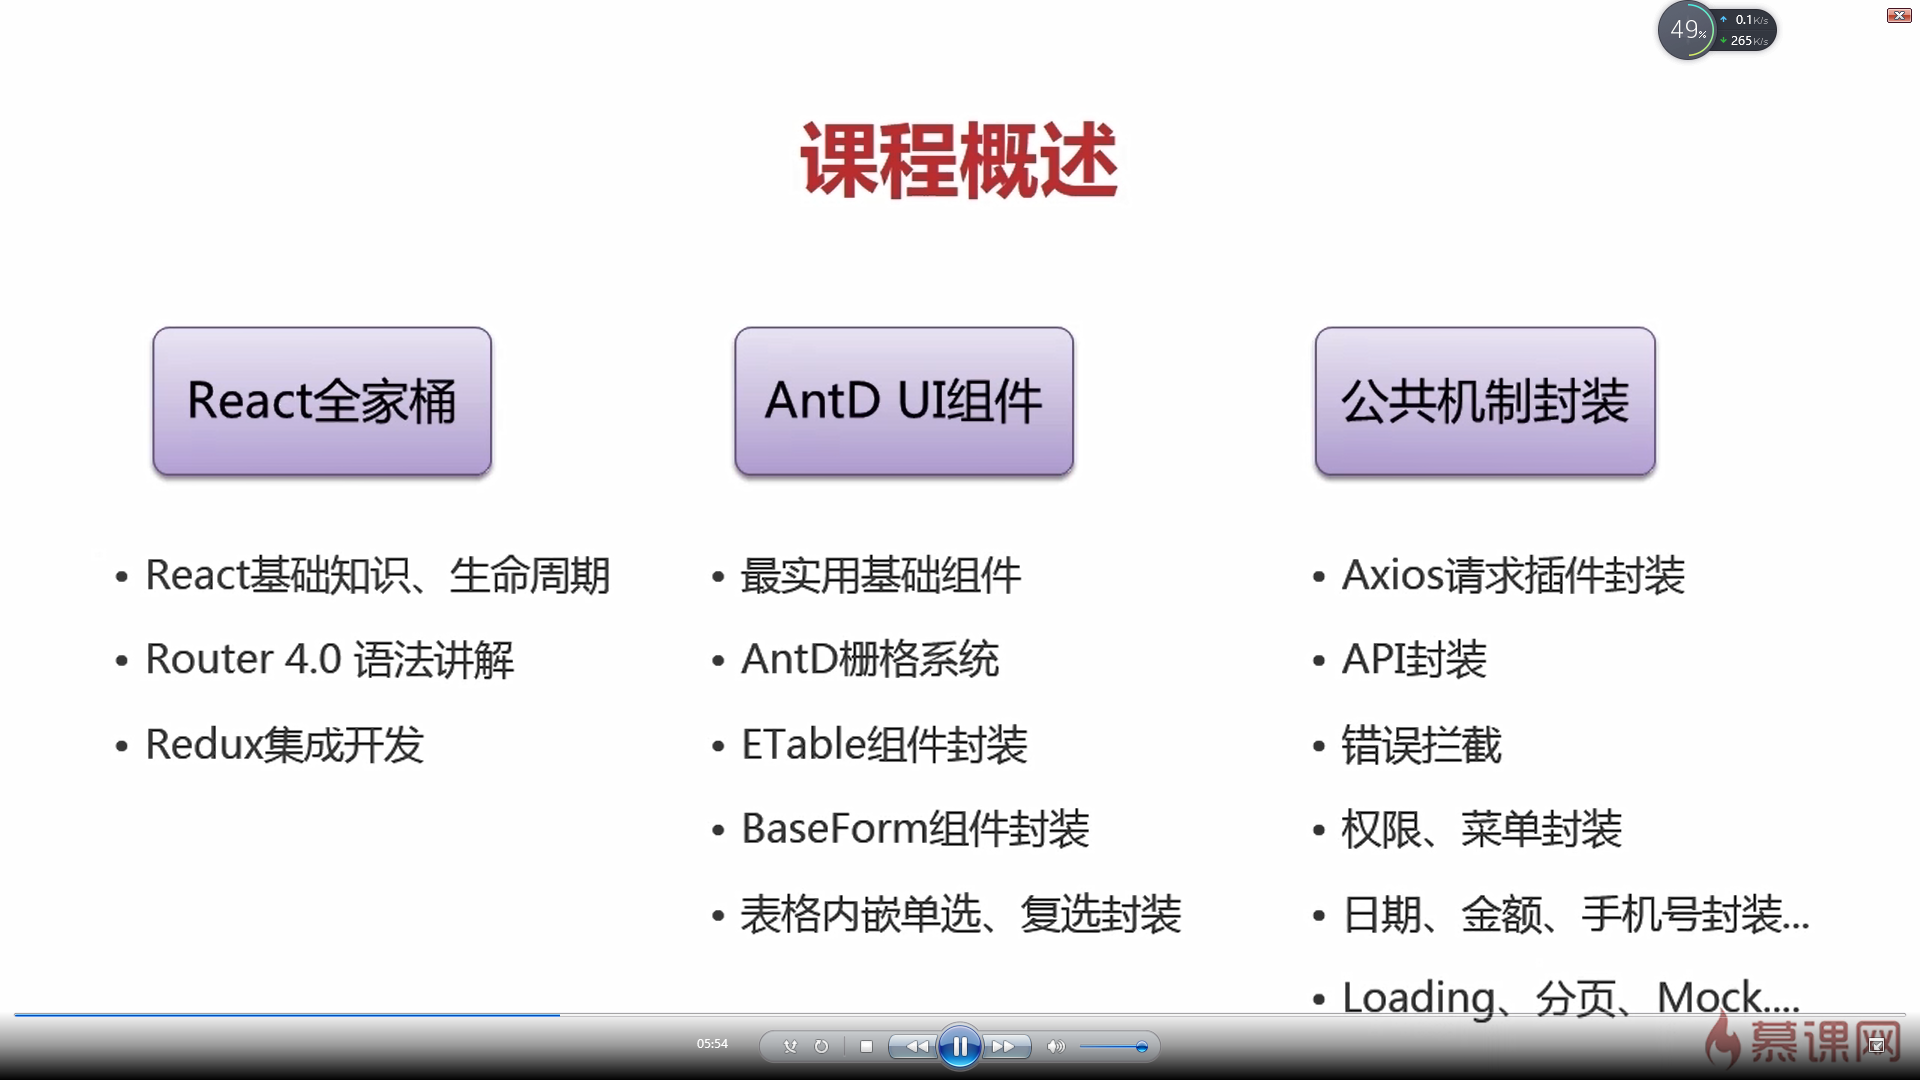 49%
0.1K/s
265K/s
课程概述
React全家桶
React基础知识、生命周期
Router 4.0 语法讲解
Redux集成开发
AntD UI组件
最实用基础组件
AntD栅格系统
ETable组件封装
BaseForm组件封装
表格内嵌单选、复选封装
公共机制封装
Axios请求插件封装
API封装
错误拦截
权限、菜单封装
日期、金额、手机号封装...
Loading、分页、Mock....
05:54
慕课网